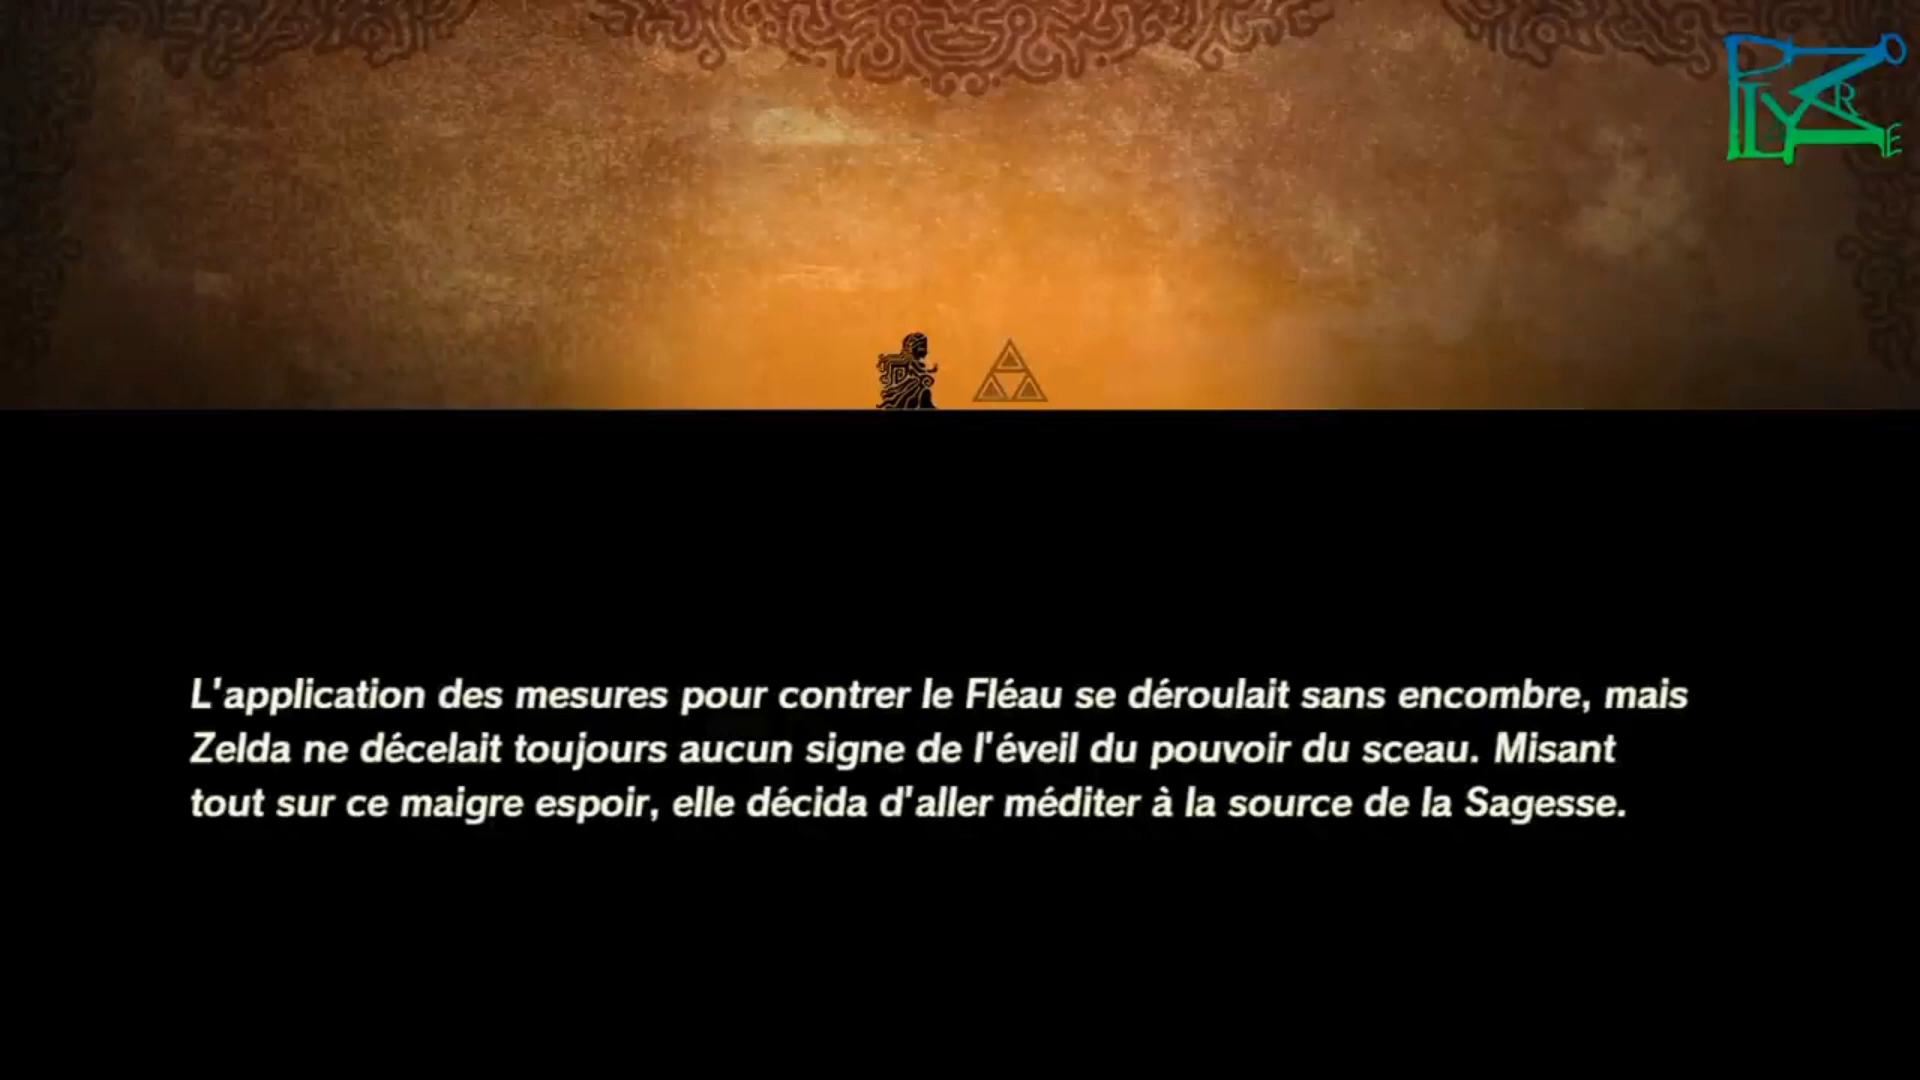 L'application des mesures pour contrer le Fléau se déroulait sans encombre, mais
Zelda ne décelait toujours aucun signe de l'éveil du pouvoir du sceau. Misant
tout sur ce maigre espoir, elle décida d'aller méditer à la source de la Sagesse.